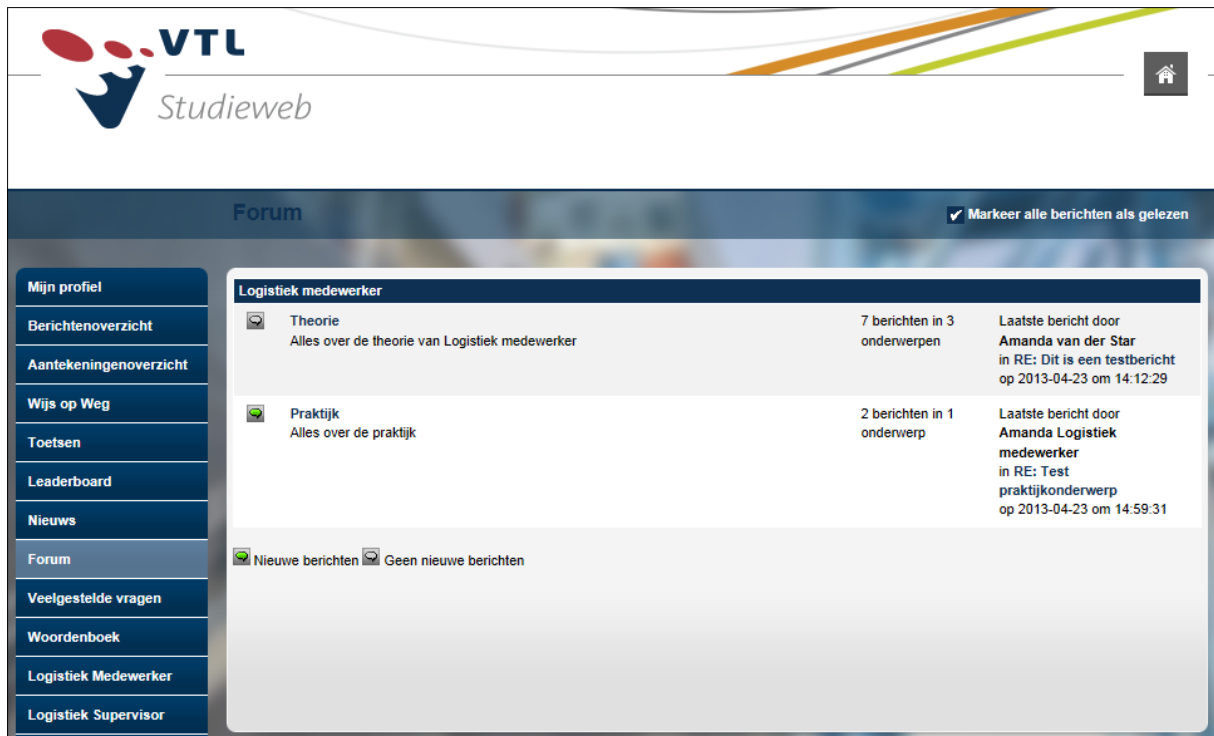 VTL
Studieweb
Forum
Markeer alle berichten als gelezen
Mijn profiel
Berichtenoverzicht
Aantekeningenoverzicht
Wijs op Weg
Toetsen
Leaderboard
Nieuws
Forum
Veelgestelde vragen
Woordenboek
Logistiek Medewerker
Logistiek Supervisor
Logistiek medewerker
Theorie
Alles over de theorie van Logistiek medewerker
7 berichten in 3
onderwerpen
Laatste bericht door
Amanda van der Star
in RE: Dit is een testbericht
op 2013-04-23 om 14:12:29
Praktijk
Alles over de praktijk
2 berichten in 1
onderwerp
Laatste bericht door
Amanda Logistiek
medewerker
in RE: Test
praktijkonderwerp
op 2013-04-23 om 14:59:31
Nieuwe berichten Geen nieuwe berichten